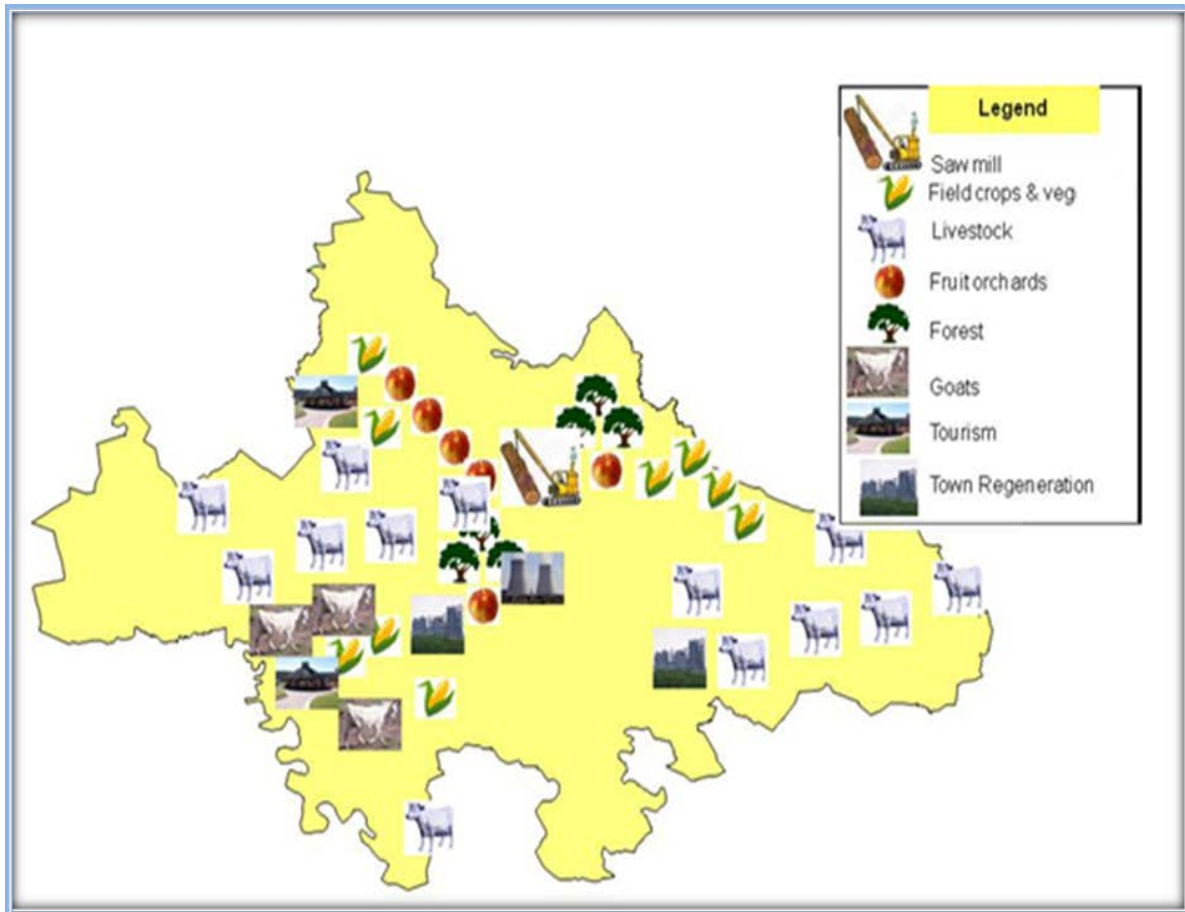 Legend
Saw mill
Field crops & veg
Livestock
Fruit orchards
Forest
Goats
Tourism
Town Regeneration